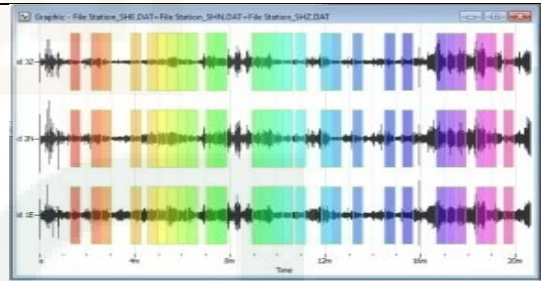 Graphic - File Station_SHE.DAT+File Station_SHN.DAT+File Station_SHZ.DAT
0 4m 8m 12m 16m 20m
Time